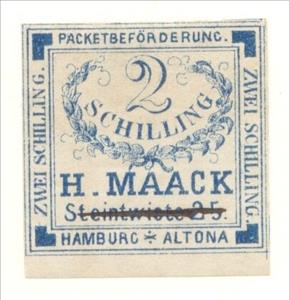 PACKETBEFÖRDERUNG.
ZWEI SCHILLING.
2
SCHILLING
ZWEI SCHILLING.
H. MAACK
Steintwiete 25.
HAMBURG ⁜ ALTONA